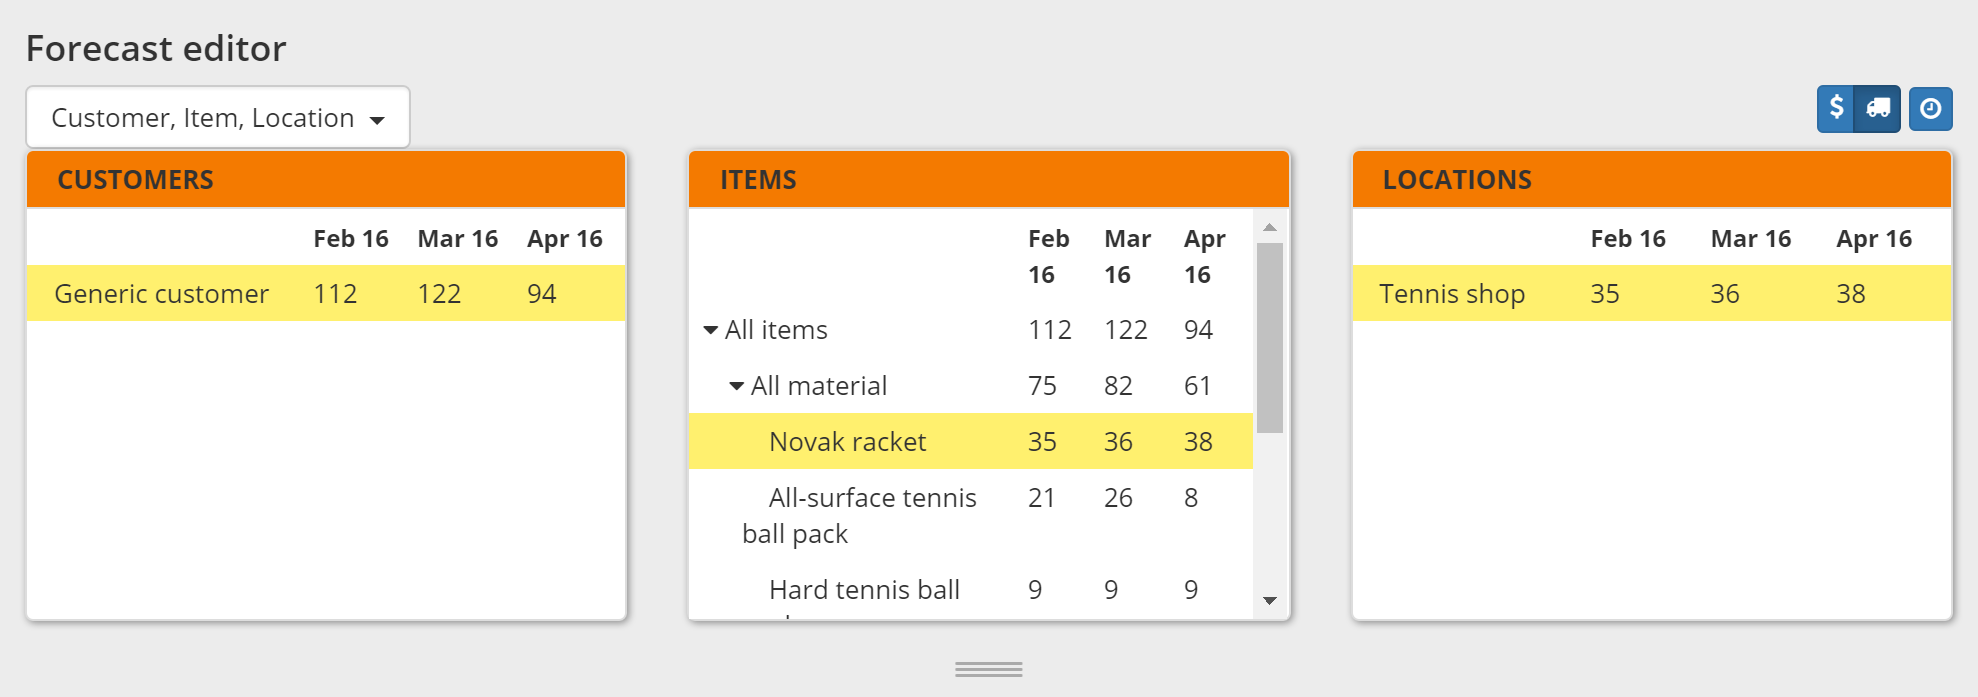 Forecast editor
Customer, Item, Location
$
CUSTOMERS
Feb 16 Mar 16 Apr 16
Generic customer 112 122 94
ITEMS
Feb Mar Apr
16 16 16
All items 112 122 94
All material 75 82 61
Novak racket 35 36 38
All-surface tennis 21 26 8
ball pack
Hard tennis ball 9 9 9
LOCATIONS
Feb 16 Mar 16 Apr 16
Tennis shop 35 36 38